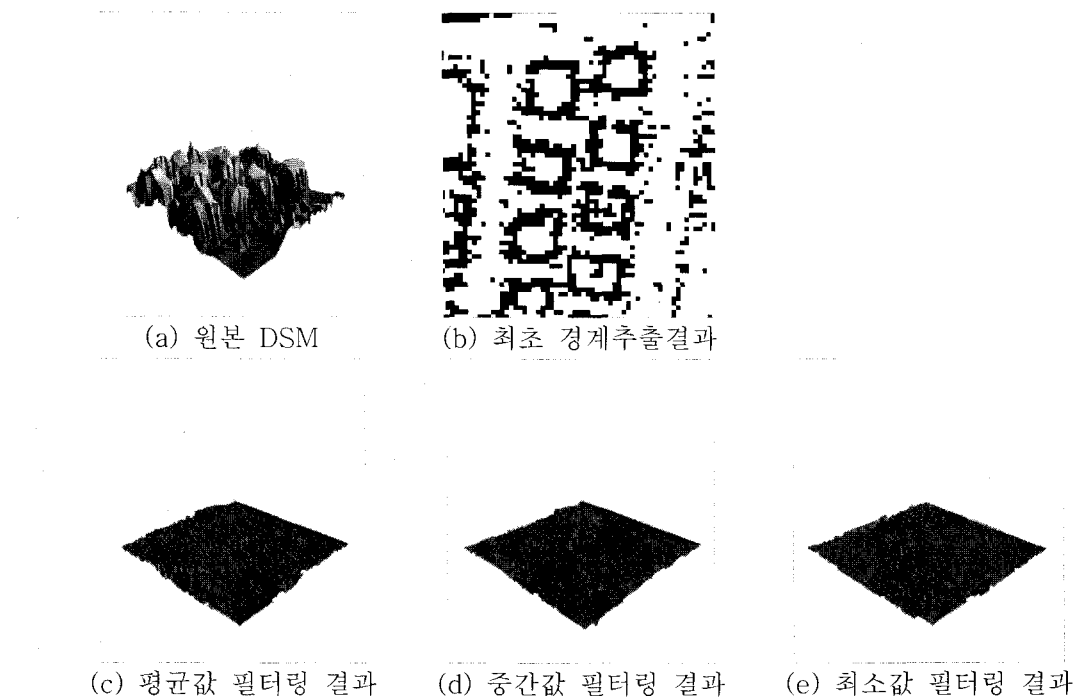 (a) 원본 DSM
(b) 최초 경계추출결과
(c) 평균값 필터링 결과
(d) 중간값 필터링 결과
(e) 최소값 필터링 결과